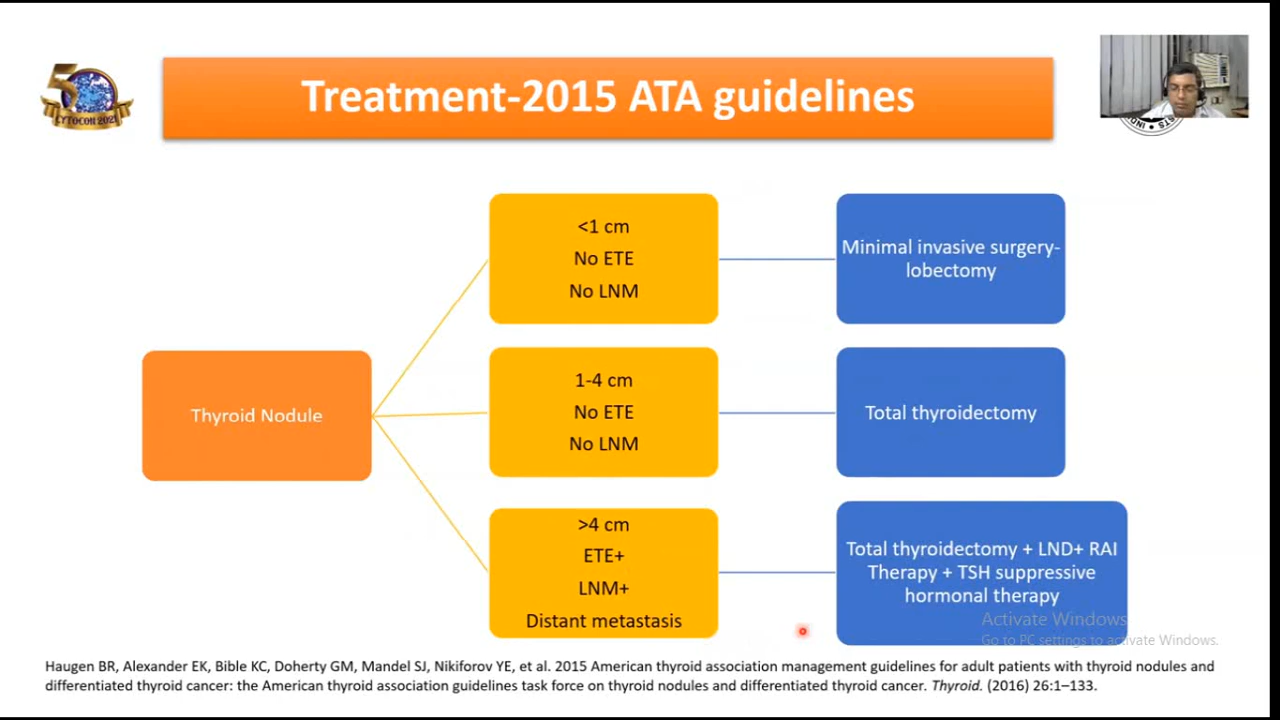 Treatment-2015 ATA guidelines
50
CYTOCON 2021
<1 cm
No ETE
No LNM
Minimal invasive surgery-
lobectomy
Thyroid Nodule
1-4 cm
No ETE
No LNM
Total thyroidectomy
>4 cm
ETE+
LNM+
Distant metastasis
Total thyroidectomy + LND+ RAI
Therapy + TSH suppressive
hormonal therapy
Activate Windows
Go to PC settings to activate Windows.
Haugen BR, Alexander EK, Bible KC, Doherty GM, Mandel SJ, Nikiforov YE, et al. 2015 American thyroid association management guidelines for adult patients with thyroid nodules and
differentiated thyroid cancer: the American thyroid association guidelines task force on thyroid nodules and differentiated thyroid cancer. Thyroid. (2016) 26:1–133.